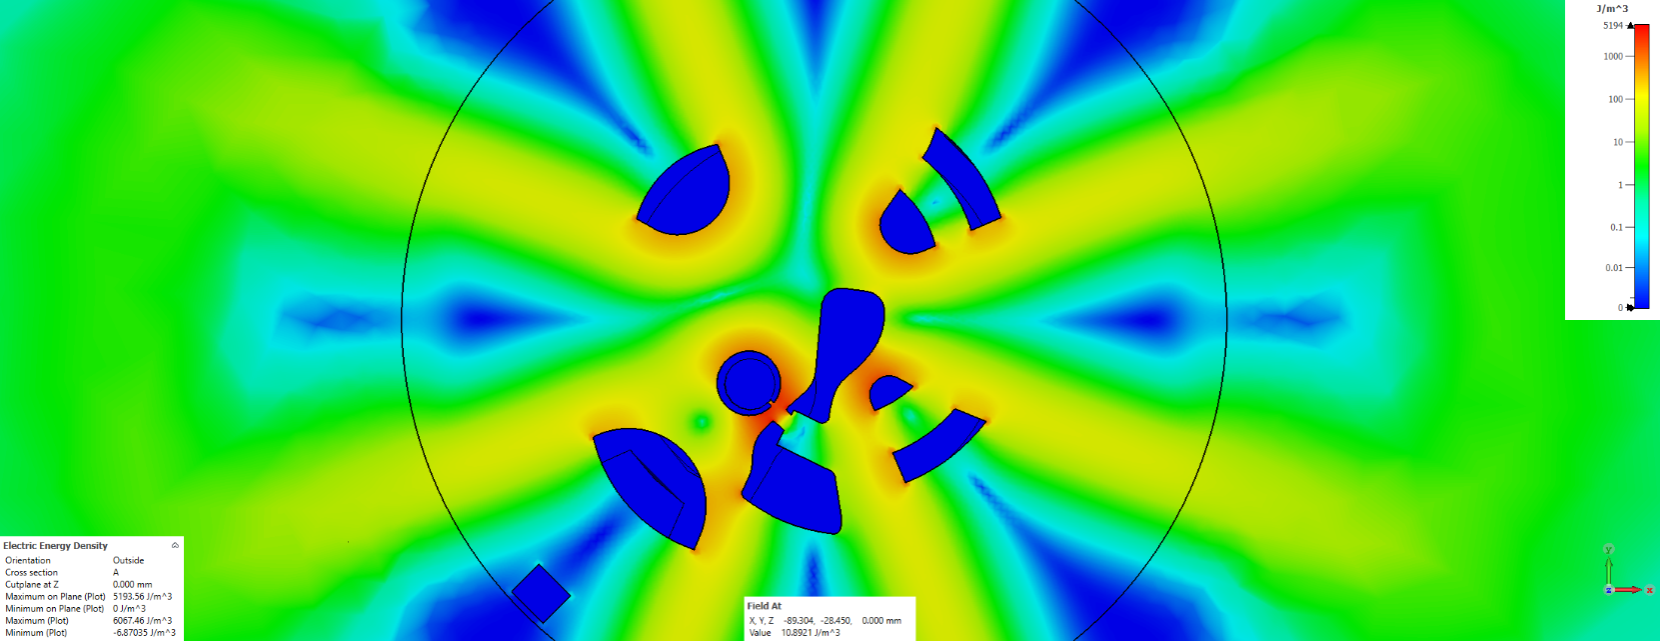 J/m^3
5194
1000
100
10
1
0.1
0.01
0
Electric Energy Density
Orientation Outside
Cross section A
Cutplane at Z 0.000 mm
Maximum on Plane (Plot) 5193.56 J/m^3
Minimum on Plane (Plot) 0 J/m^3
Maximum (Plot) 6067.46 J/m^3
Minimum (Plot) -6.87035 J/m^3
Field At
X, Y, Z -89.304, -28.450, 0.000 mm
Value 10.8921 J/m^3
y
z
x